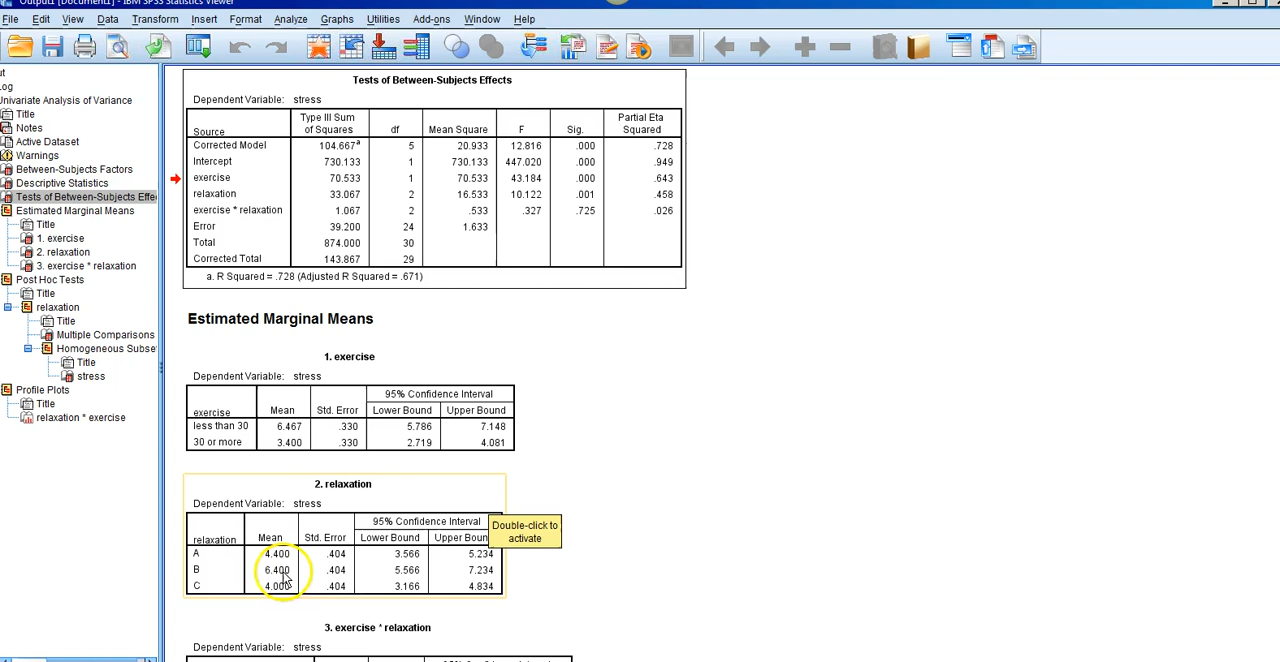 Output1 [Document1] - IBM SPSS Statistics Viewer
File Edit View Data Transform Insert Format Analyze Graphs Utilities Add-ons Window Help
ut
Log
Univariate Analysis of Variance
Title
Notes
Active Dataset
Warnings
Between-Subjects Factors
Descriptive Statistics
Tests of Between-Subjects Effe
Estimated Marginal Means
Title
1. exercise
2. relaxation
3. exercise * relaxation
Post Hoc Tests
Title
relaxation
Title
Multiple Comparisons
Homogeneous Subse
Title
stress
Profile Plots
Title
relaxation * exercise
Tests of Between-Subjects Effects
Dependent Variable: stress
Source Type III Sum of Squares df Mean Square F Sig. Partial Eta Squared
Corrected Model 104.667a 5 20.933 12.816 .000 .728
Intercept 730.133 1 730.133 447.020 .000 .949
exercise 70.533 1 70.533 43.184 .000 .643
relaxation 33.067 2 16.533 10.122 .001 .458
exercise * relaxation 1.067 2 .533 .327 .725 .026
Error 39.200 24 1.633
Total 874.000 30
Corrected Total 143.867 29
a. R Squared = .728 (Adjusted R Squared = .671)
Estimated Marginal Means
1. exercise
Dependent Variable: stress
95% Confidence Interval
exercise Mean Std. Error Lower Bound Upper Bound
less than 30 6.467 .330 5.786 7.148
30 or more 3.400 .330 2.719 4.081
2. relaxation
Dependent Variable: stress
95% Confidence Interval
relaxation Mean Std. Error Lower Bound Upper Boun
A 4.400 .404 3.566 5.234
B 6.400 .404 5.566 7.234
C 4.000 .404 3.166 4.834
Double-click to
activate
3. exercise * relaxation
Dependent Variable: stress